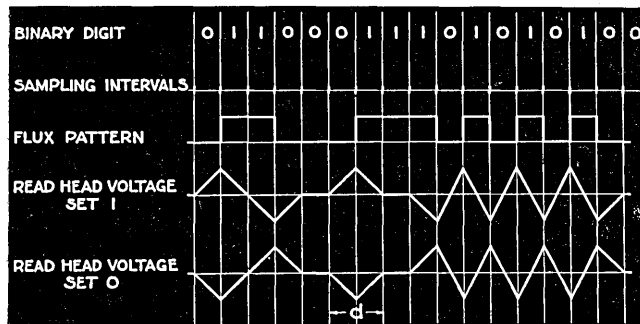 BINARY DIGIT 0 1 1 0 0 0 1 1 1 0 1 0 1 0 1 0 0
SAMPLING INTERVALS
FLUX PATTERN
READ HEAD VOLTAGE
SET 1
READ HEAD VOLTAGE
SET 0
d